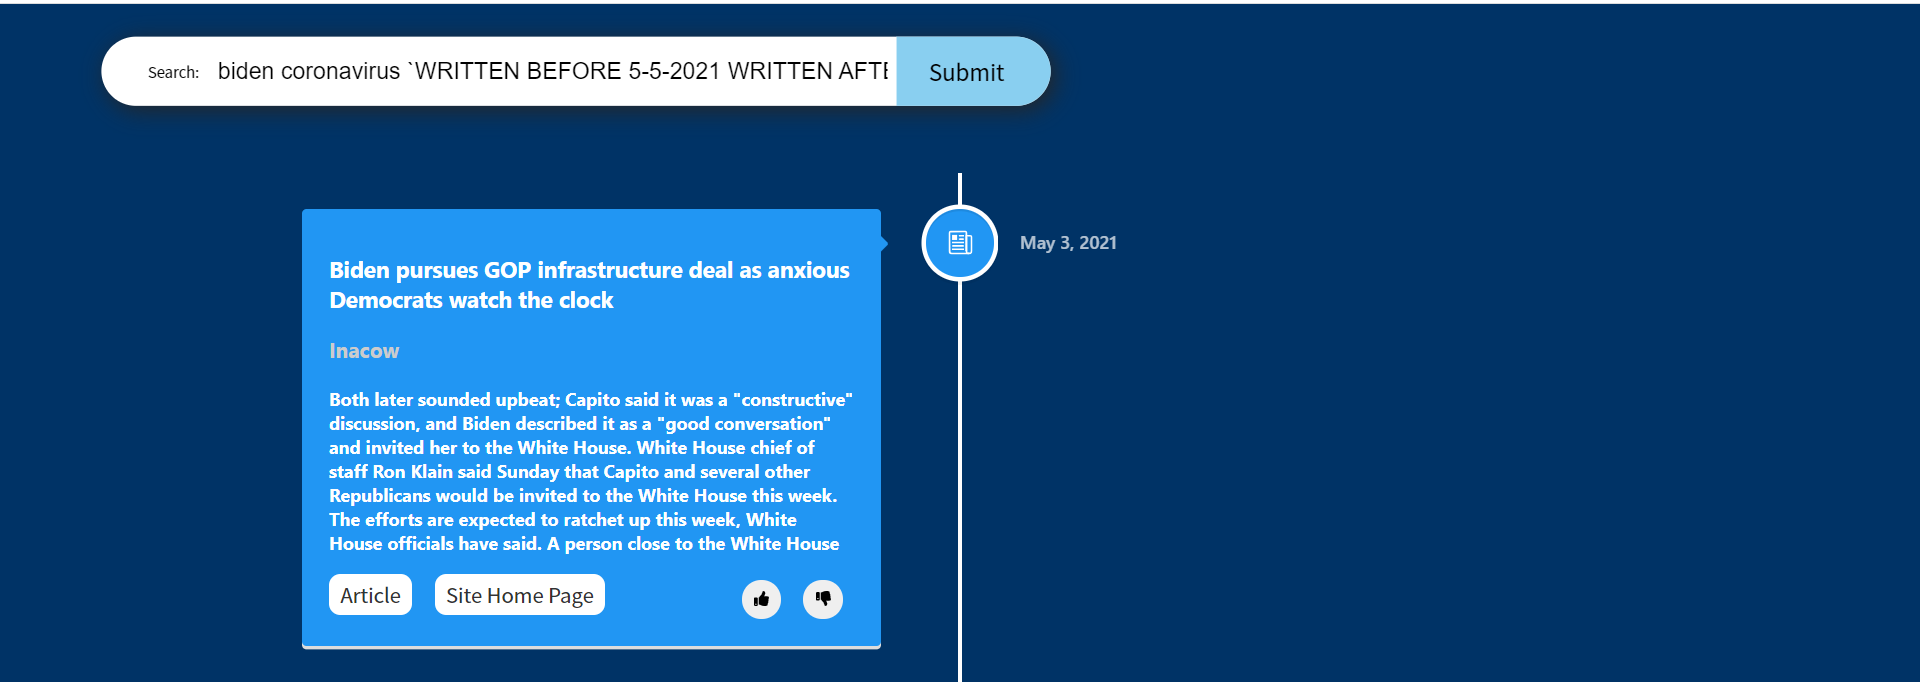 Search: biden coronavirus `WRITTEN BEFORE 5-5-2021 WRITTEN AFTE
Submit
May 3, 2021
Biden pursues GOP infrastructure deal as anxious
Democrats watch the clock
Inacow
Both later sounded upbeat; Capito said it was a "constructive"
discussion, and Biden described it as a "good conversation"
and invited her to the White House. White House chief of
staff Ron Klain said Sunday that Capito and several other
Republicans would be invited to the White House this week.
The efforts are expected to ratchet up this week, White
House officials have said. A person close to the White House
Article
Site Home Page